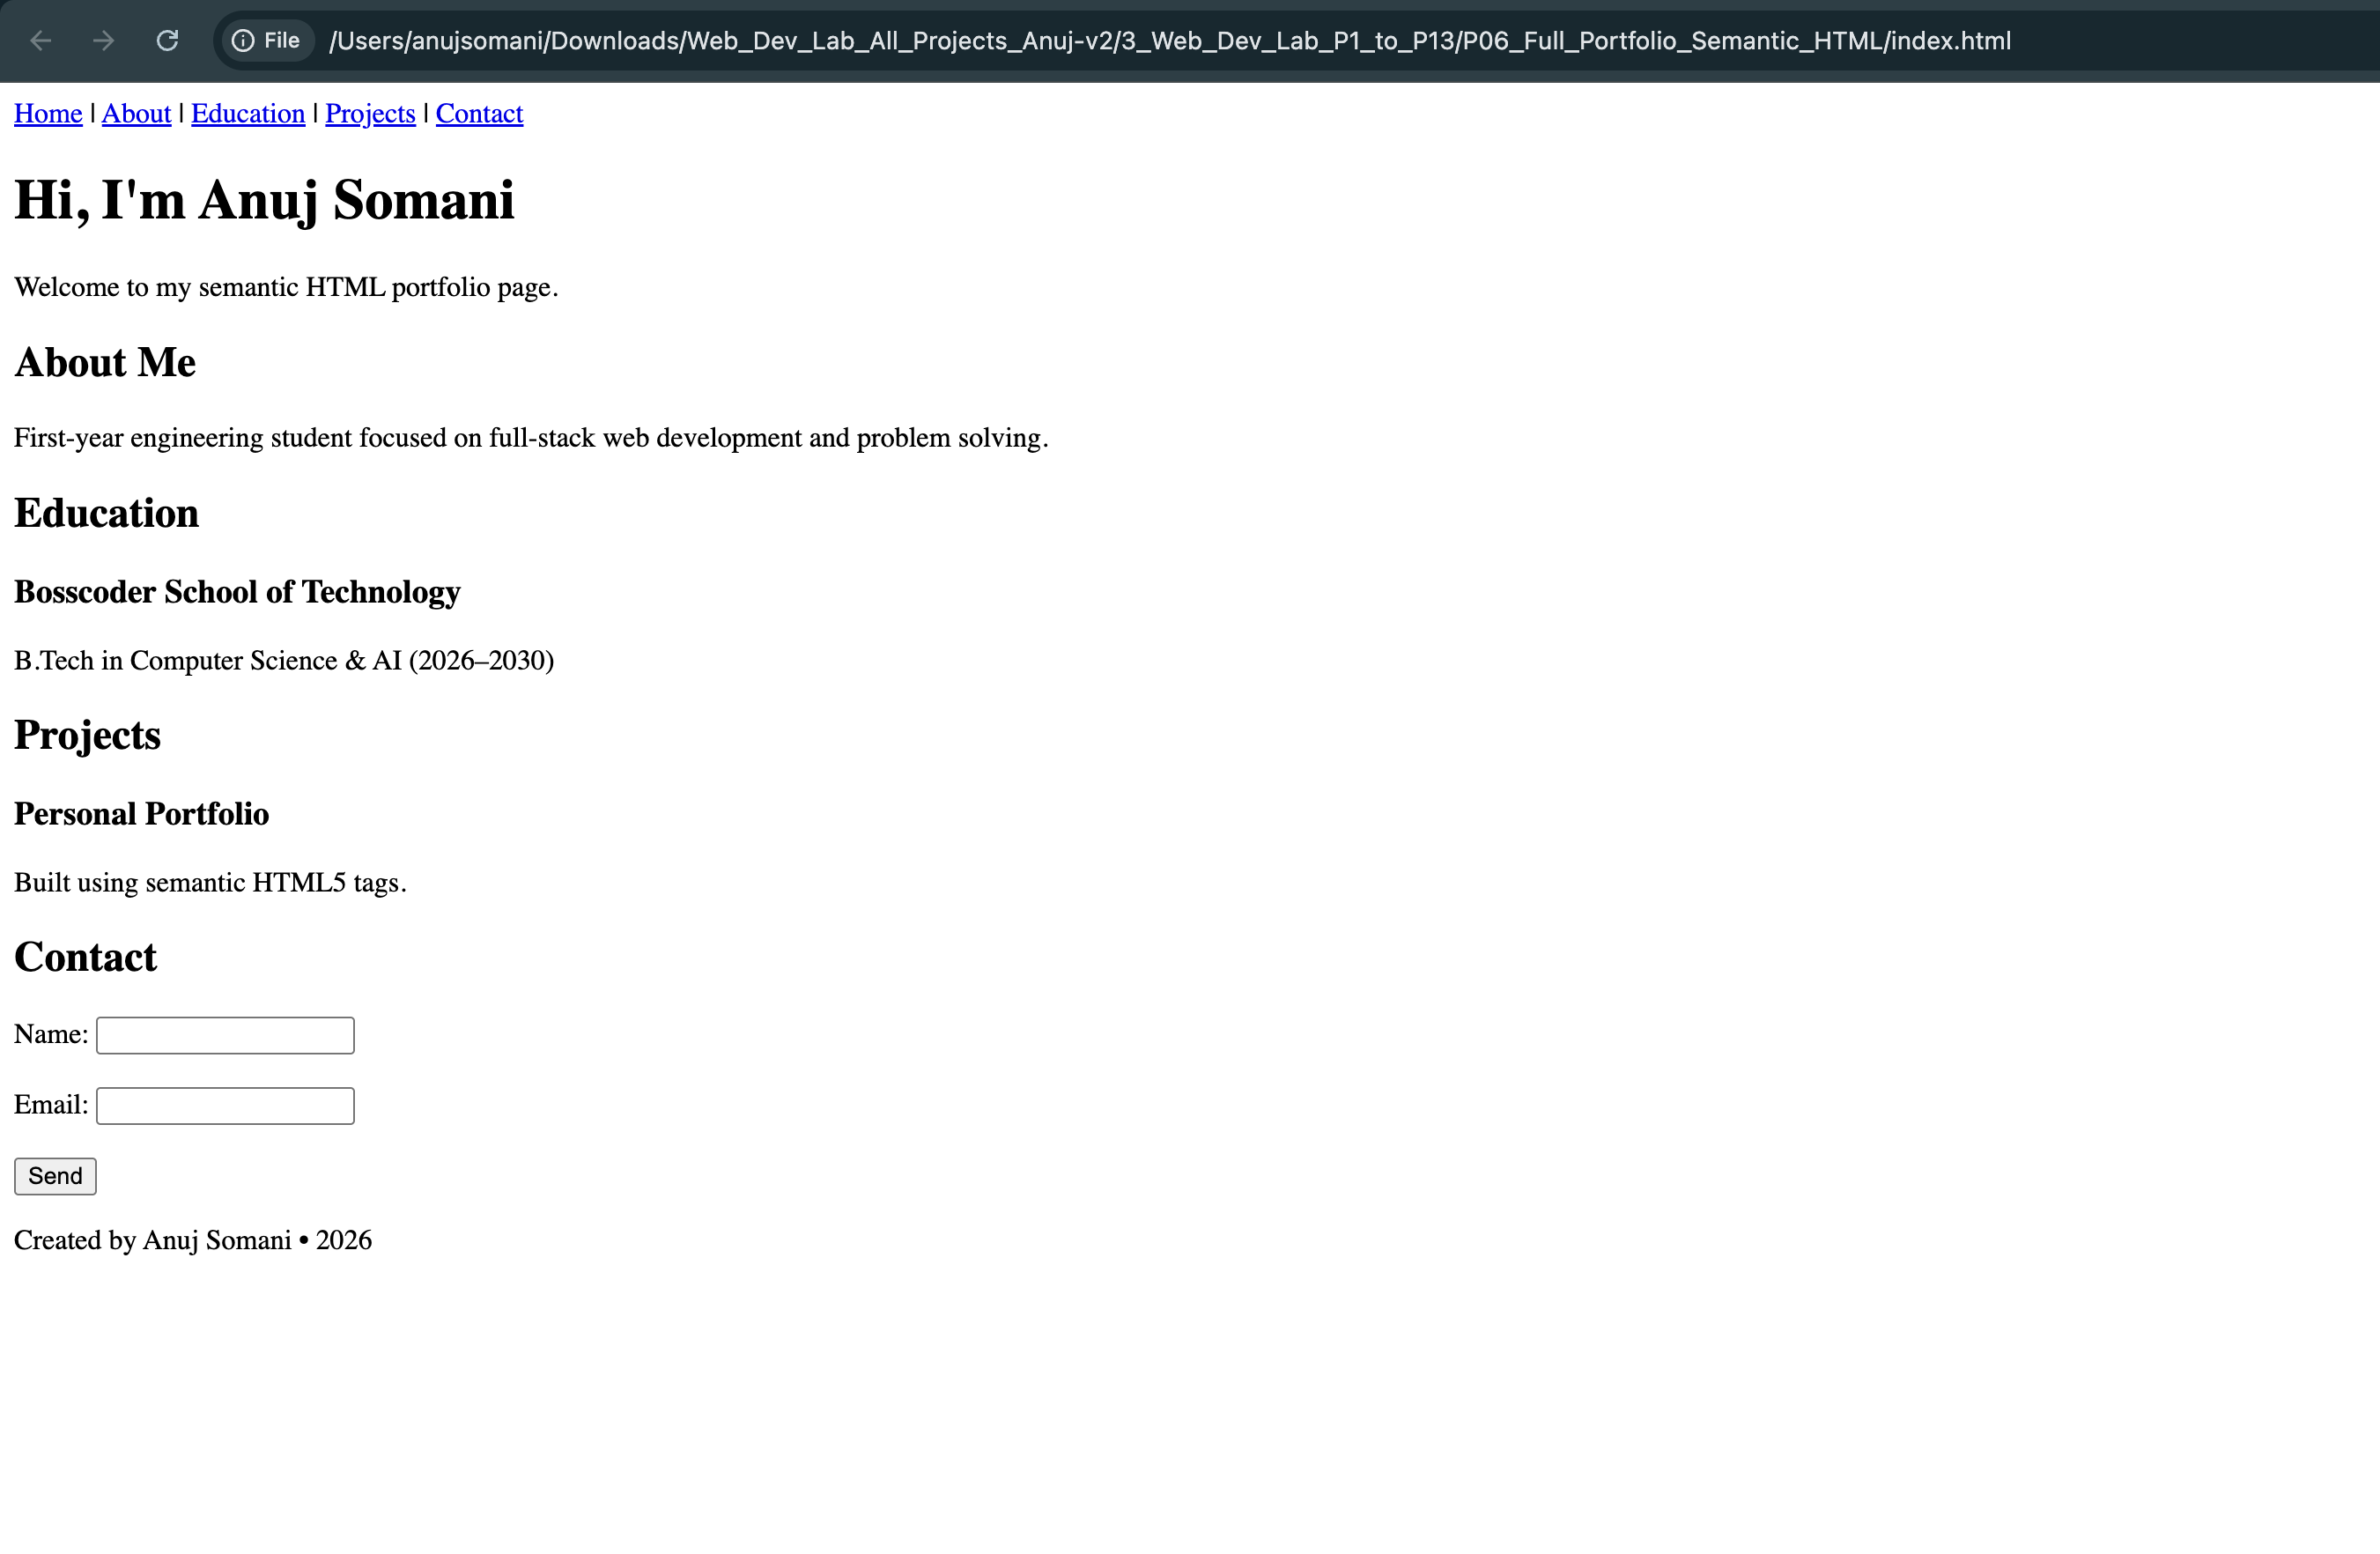 File /Users/anujsomani/Downloads/Web_Dev_Lab_All_Projects_Anuj-v2/3_Web_Dev_Lab_P1_to_P13/P06_Full_Portfolio_Semantic_HTML/index.html
Home | About | Education | Projects | Contact
Hi, I'm Anuj Somani
Welcome to my semantic HTML portfolio page.
About Me
First-year engineering student focused on full-stack web development and problem solving.
Education
Bosscoder School of Technology
B.Tech in Computer Science & AI (2026–2030)
Projects
Personal Portfolio
Built using semantic HTML5 tags.
Contact
Name:
Email:
Send
Created by Anuj Somani • 2026